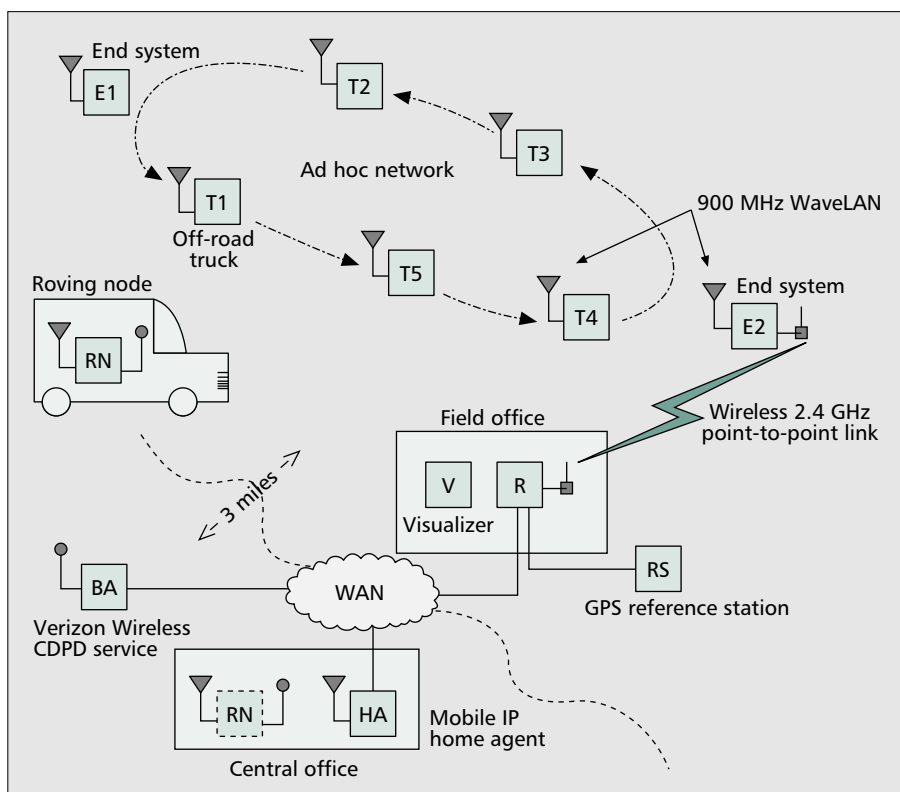 End system
E1
T2
T3
Ad hoc network
900 MHz WaveLAN
T1
Off-road
truck
T5
Roving node
End system
T4
E2
RN
Wireless 2.4 GHz
point-to-point link
Field office
V
R
Visualizer
3 miles
RS
GPS reference station
BA
WAN
Verizon Wireless
CDPD service
RN
HA
Mobile IP
home agent
Central office